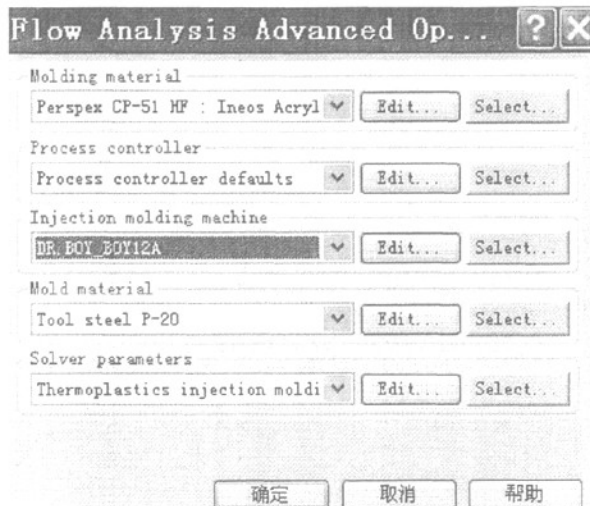 Flow Analysis Advanced Op... ? X
Molding material
Perspex CP-51 MF : Ineos Acryl Edit... Select...
Process controller
Process controller defaults Edit... Select...
Injection molding machine
DR.BOY_BOY12A Edit... Select...
Mold material
Tool steel P-20 Edit... Select...
Solver parameters
Thermoplastics injection moldi Edit... Select...
确定 取消 帮助